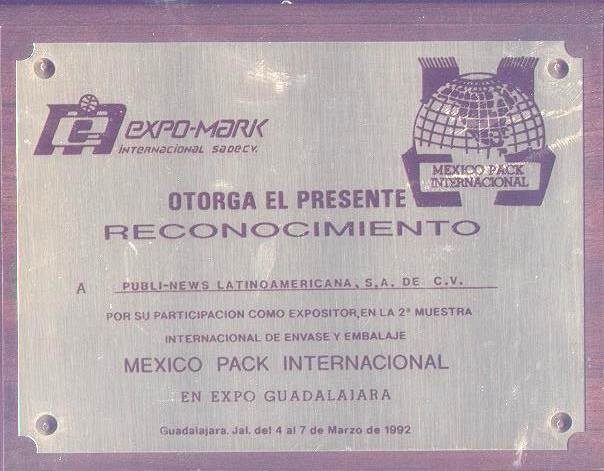 EXPO-MARK
INTERNACIONAL SA DE CV.
MEXICO PACK
INTERNACIONAL
OTORGA EL PRESENTE
RECONOCIMIENTO
A PUBLI-NEWS LATINOAMERICANA, S.A. DE C.V.
POR SU PARTICIPACION COMO EXPOSITOR, EN LA 2ª MUESTRA
INTERNACIONAL DE ENVASE Y EMBALAJE
MEXICO PACK INTERNACIONAL
EN EXPO GUADALAJARA
Guadalajara. Jal. del 4 al 7 de Marzo de 1992